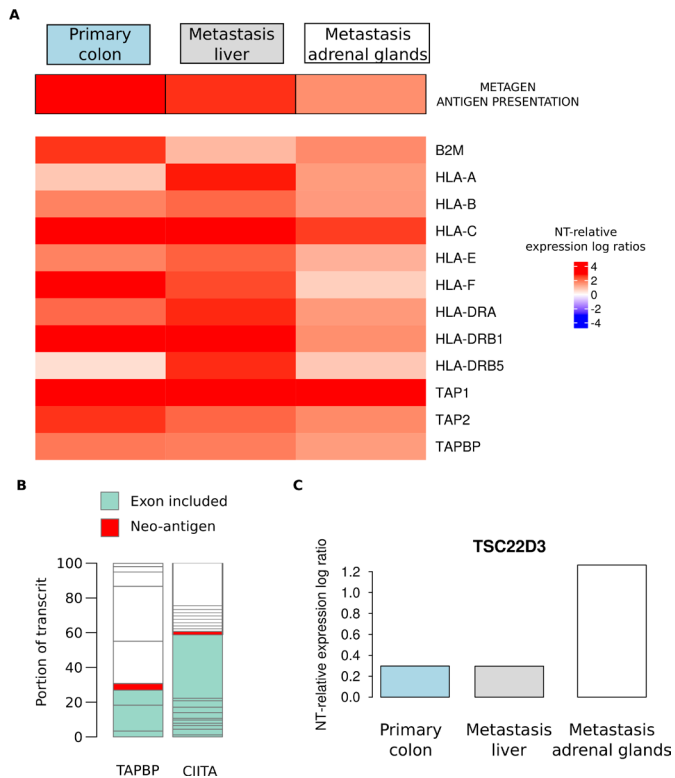 A
Primary
colon
Metastasis
liver
Metastasis
adrenal glands
METAGEN
ANTIGEN PRESENTATION
B2M
HLA-A
HLA-B
HLA-C
HLA-E
HLA-F
HLA-DRA
HLA-DRB1
HLA-DRB5
TAP1
TAP2
TAPBP
NT-relative
expression log ratios
4
2
0
-2
-4
B
Exon included
Neo-antigen
Portion of transcrit
100
80
60
40
20
0
TAPBP
CIITA
C
TSC22D3
NT-relative expression log ratio
1.2
1.0
0.8
0.6
0.4
0.2
0.0
Primary
colon
Metastasis
liver
Metastasis
adrenal glands